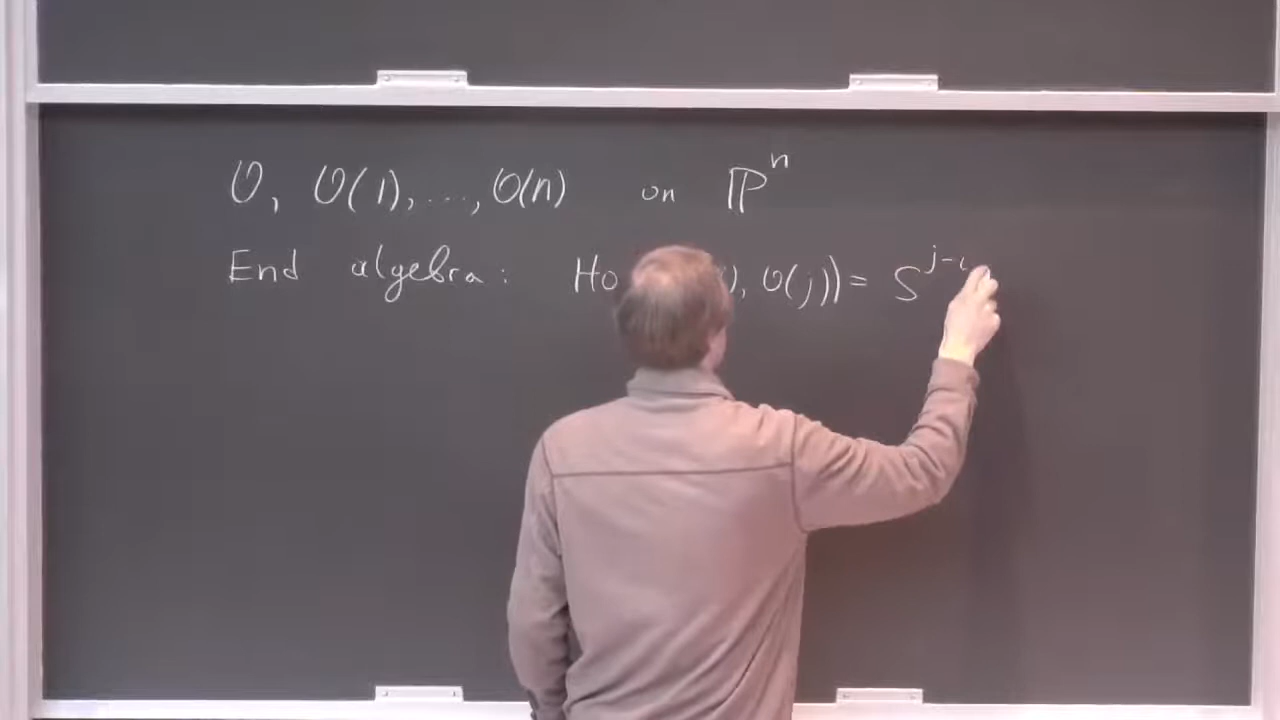 O, O(1), ..., O(n) on ℙ^n
End algebra: Ho ), O(j)) = S^{j-i